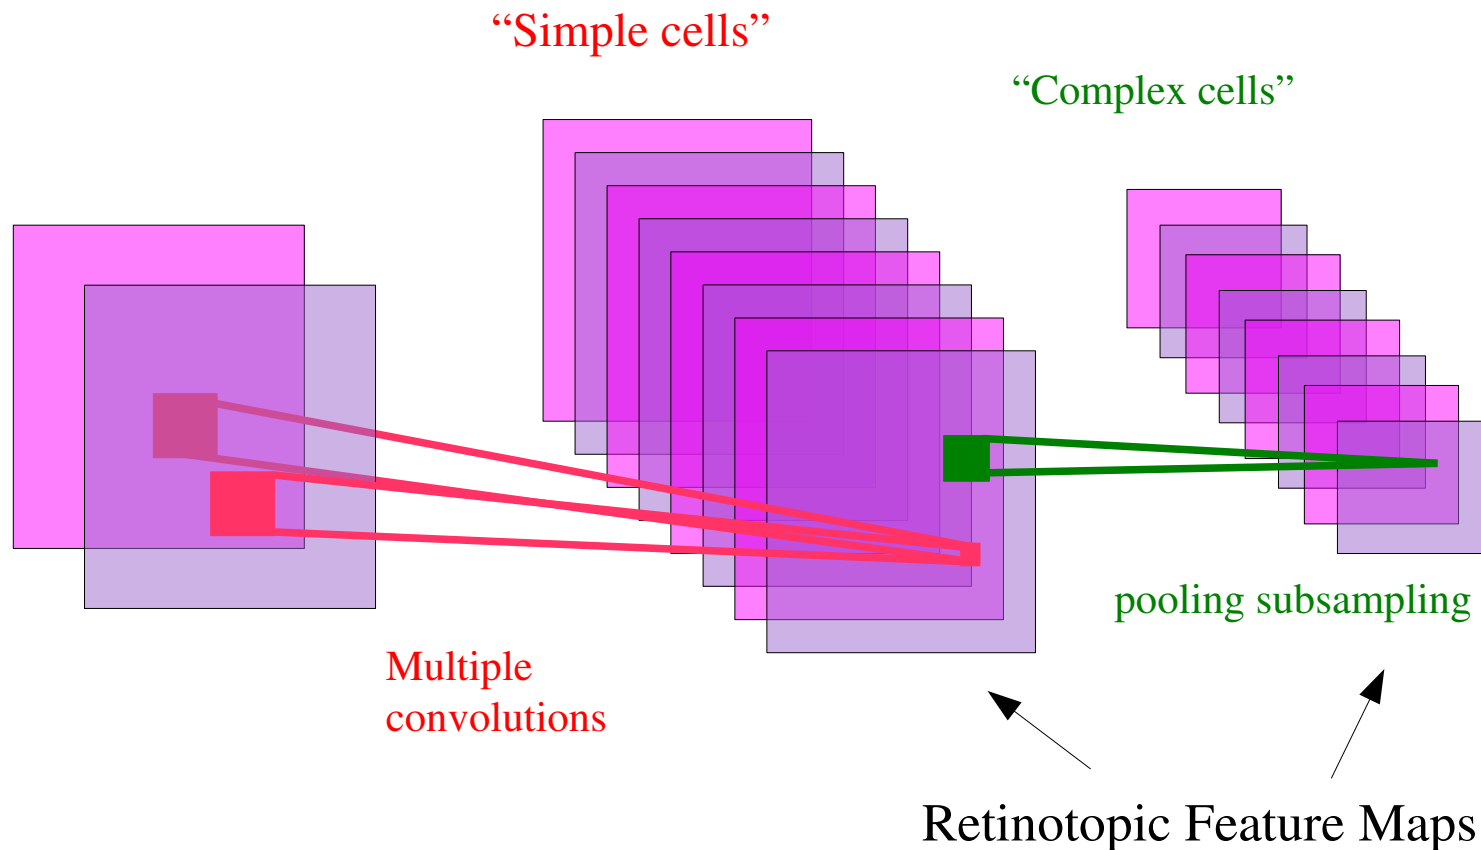 “Simple cells”
“Complex cells”
pooling subsampling
Multiple
convolutions
Retinotopic Feature Maps